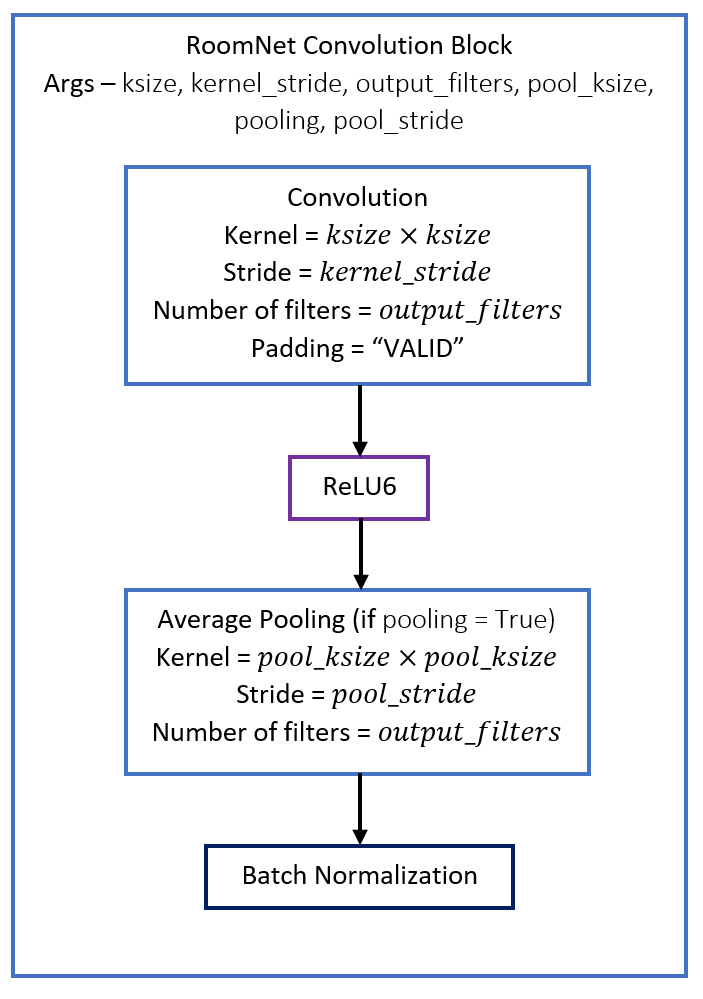 RoomNet Convolution Block
Args – ksize, kernel_stride, output_filters, pool_ksize,
pooling, pool_stride
Convolution
Kernel = ksize × ksize
Stride = kernel_stride
Number of filters = output_filters
Padding = “VALID”
ReLU6
Average Pooling (if pooling = True)
Kernel = pool_ksize × pool_ksize
Stride = pool_stride
Number of filters = output_filters
Batch Normalization